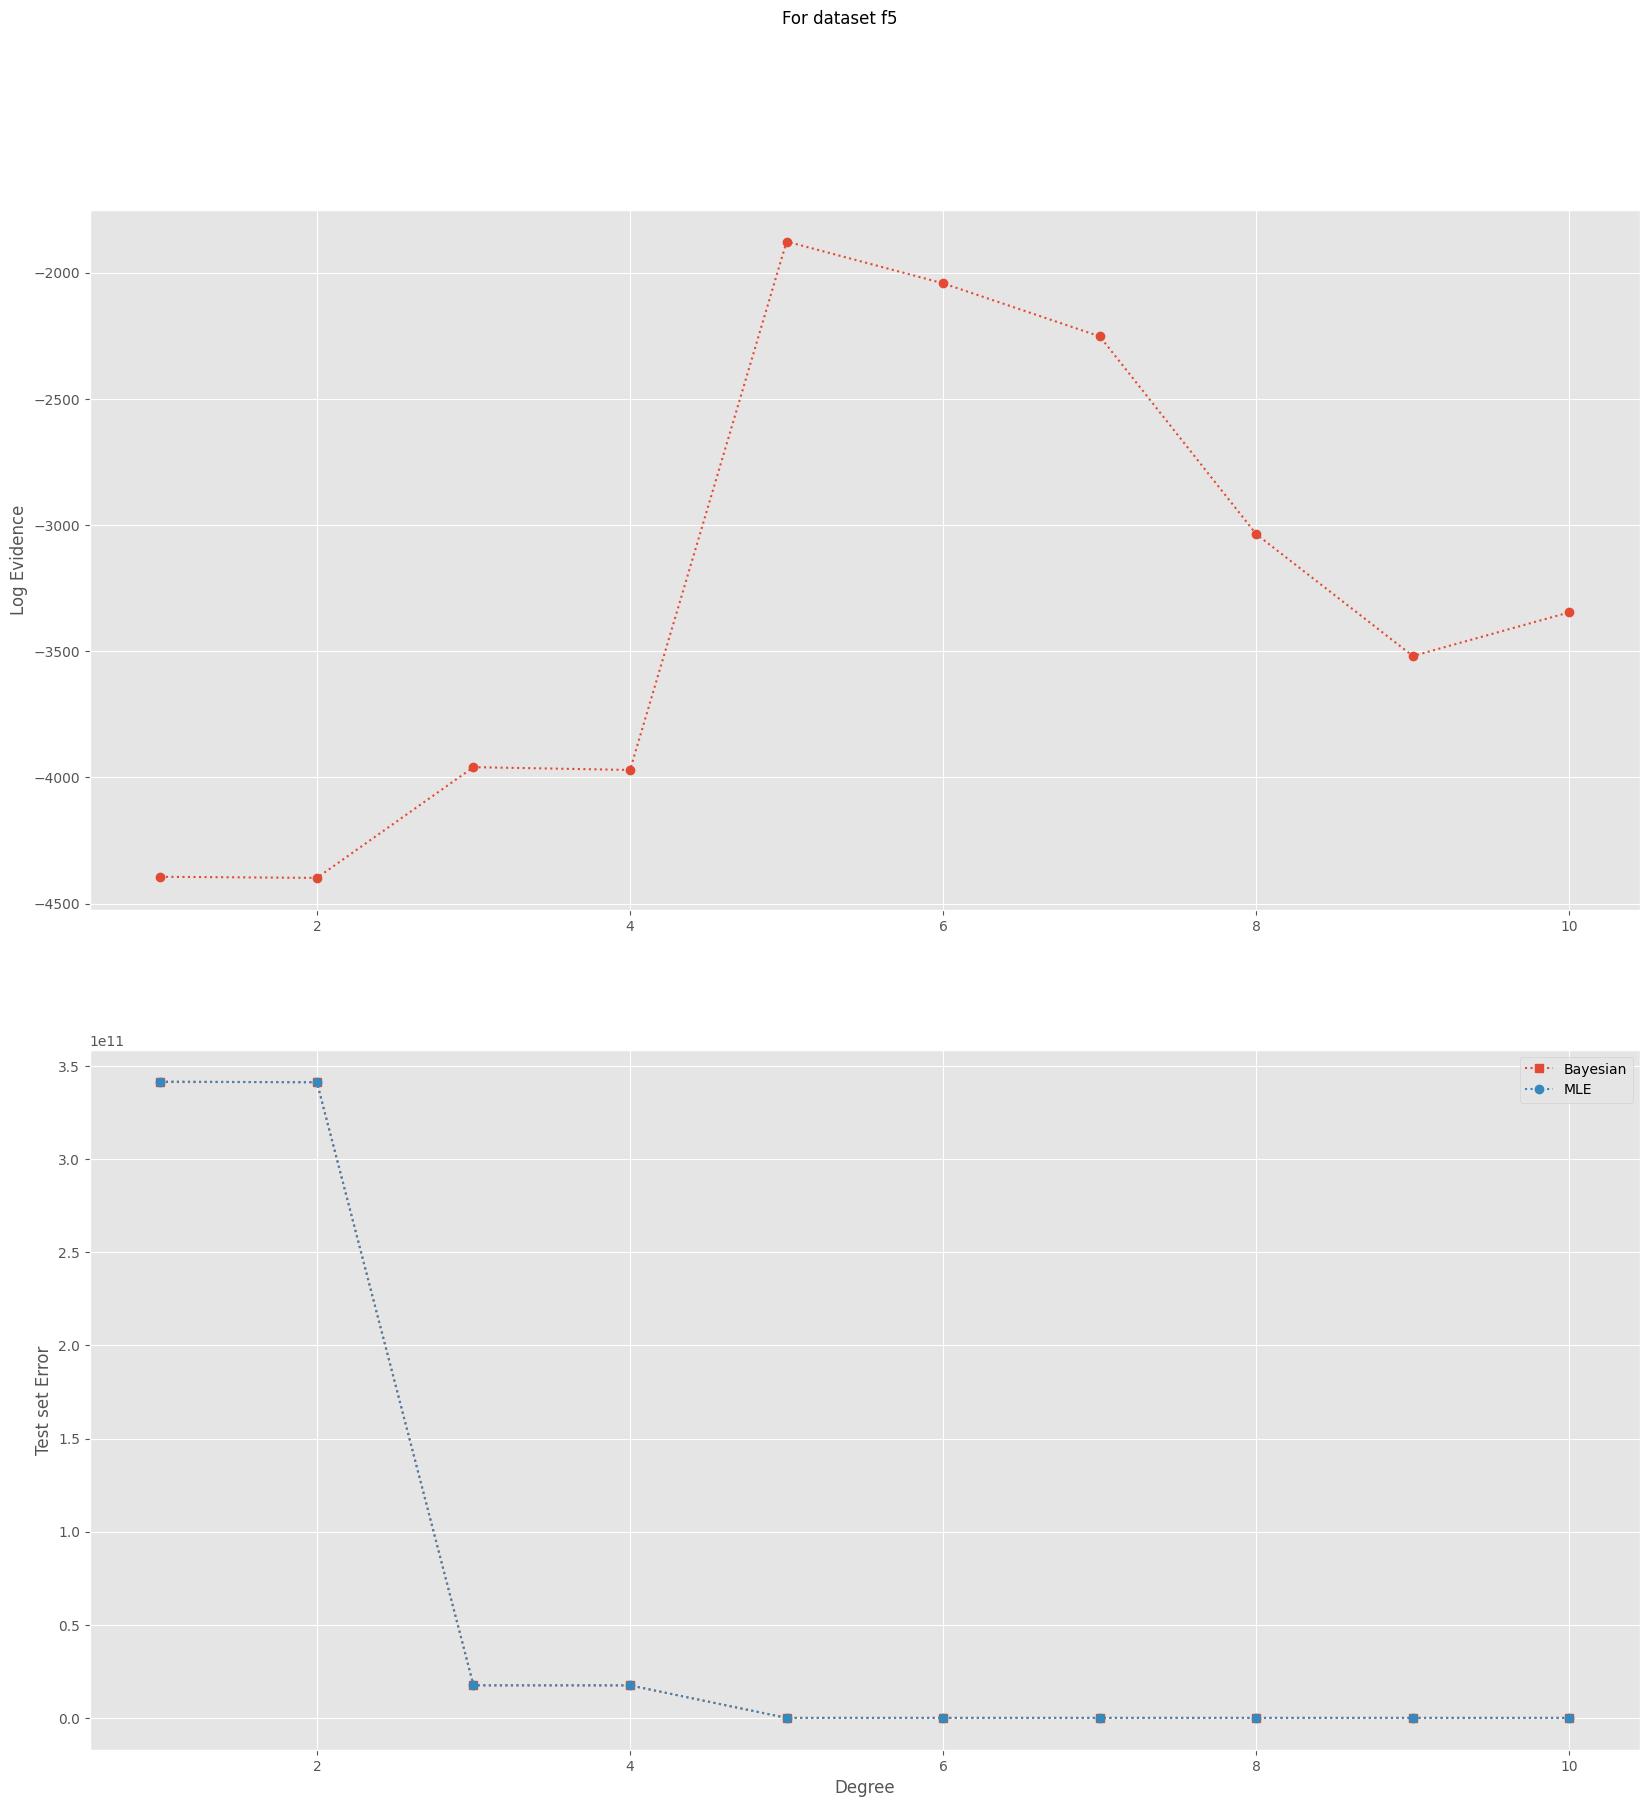 For dataset f5
Log Evidence
−2000
−2500
−3000
−3500
−4000
−4500
2 4 6 8 10
1e11
Test set Error
3.5
3.0
2.5
2.0
1.5
1.0
0.5
0.0
Bayesian
MLE
2 4 6 8 10
Degree